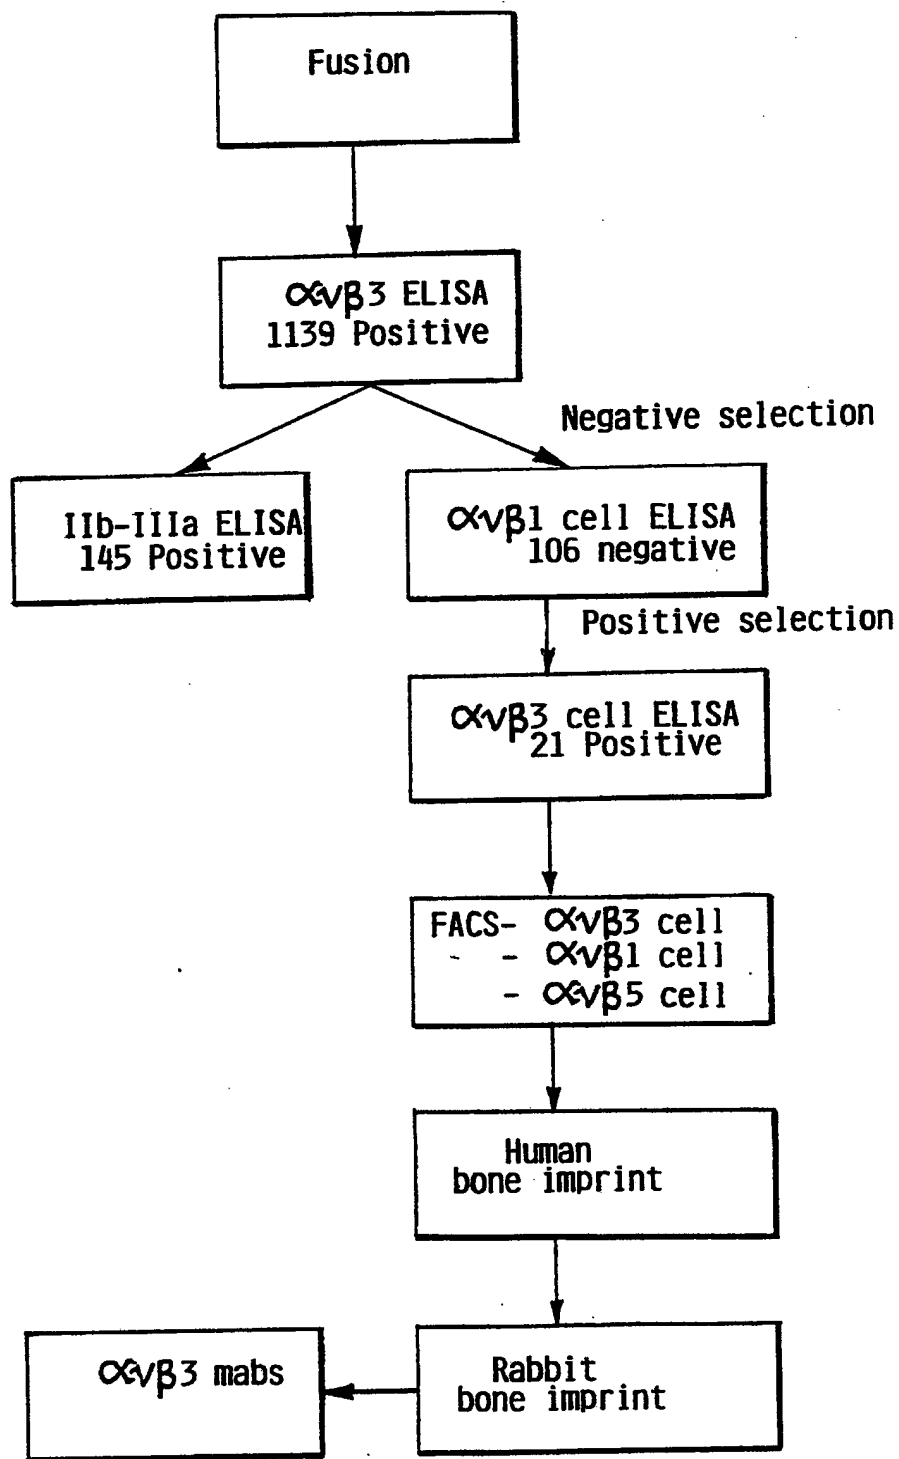 Fusion
αvβ3 ELISA
1139 Positive
Negative selection
IIb-IIIa ELISA
145 Positive
αvβ1 cell ELISA
106 negative
Positive selection
αvβ3 cell ELISA
21 Positive
FACS- αvβ3 cell
- - αvβ1 cell
- αvβ5 cell
Human
bone imprint
Rabbit
bone imprint
αvβ3 mabs